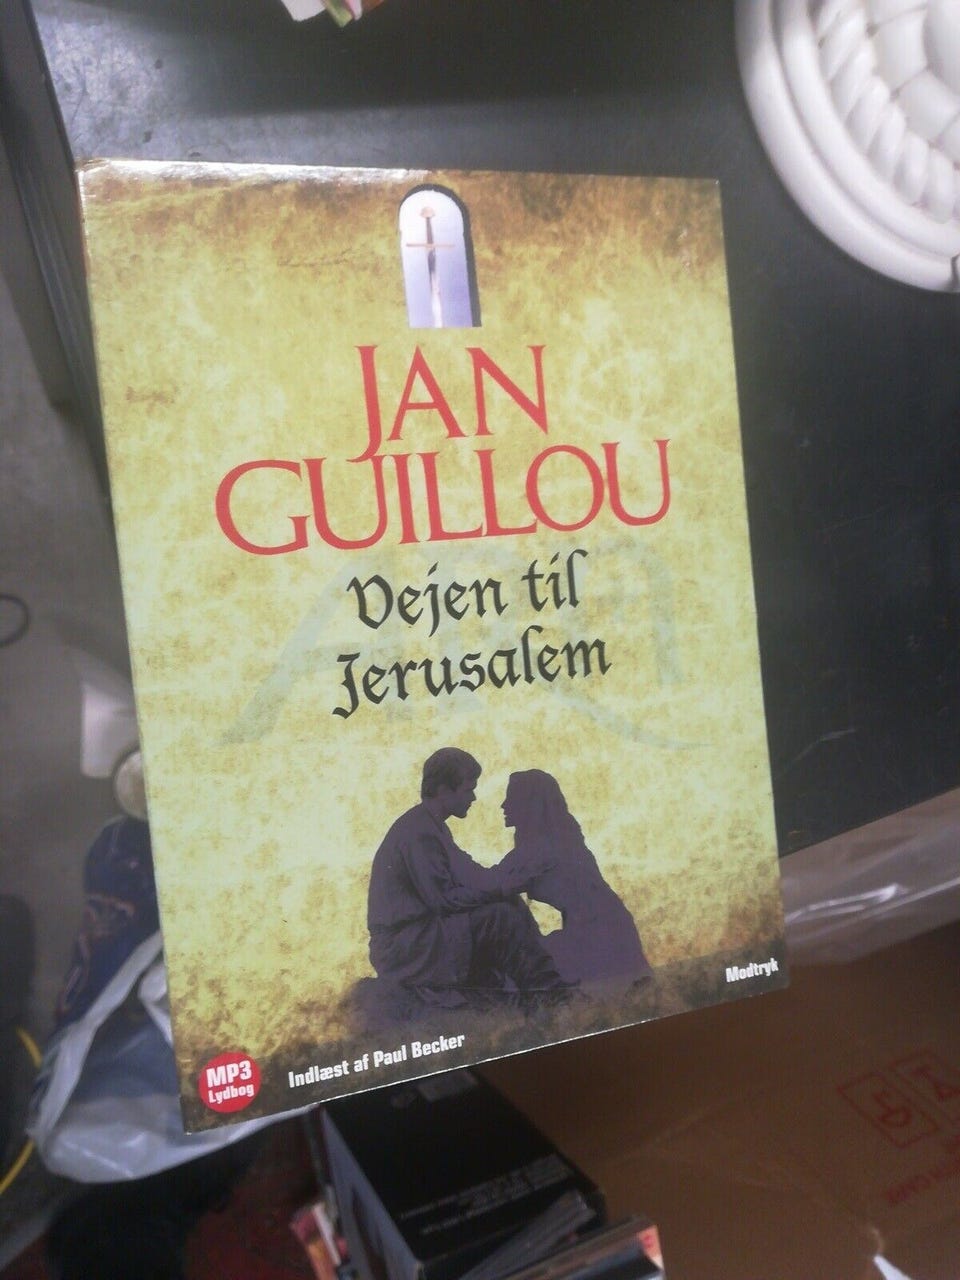 JAN
GUILLOU
Vejen til
Jerusalem
Modtryk
Indlæst af Paul Becker
MP3
Lydbog